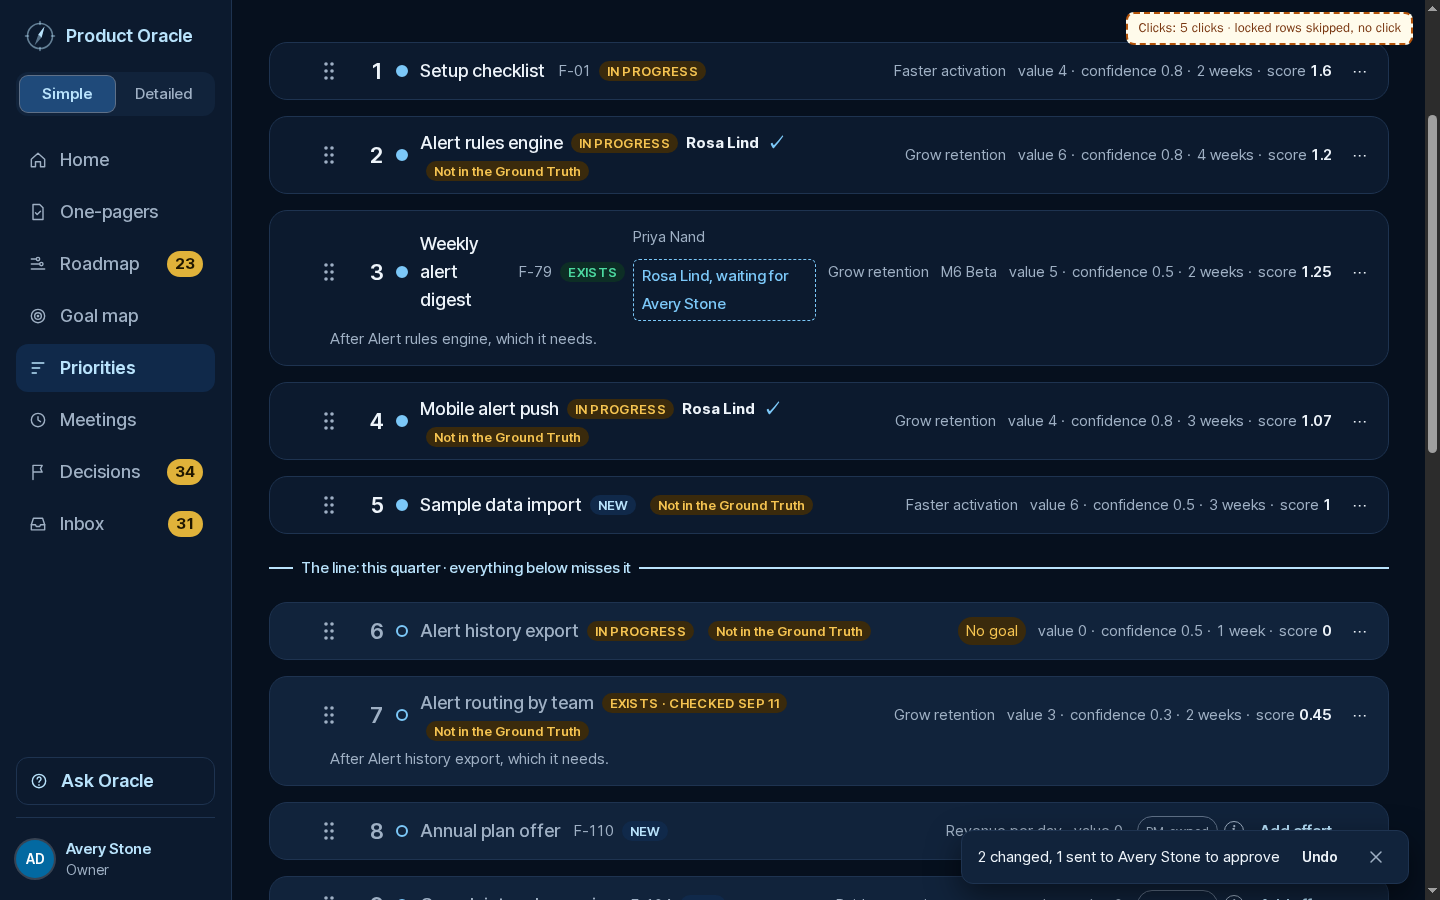 Product Oracle
Simple
Detailed
Home
One-pagers
Roadmap 23
Goal map
Priorities
Meetings
Decisions 34
Inbox 31
Ask Oracle
AD
Avery Stone
Owner
Clicks: 5 clicks · locked rows skipped, no click
1 Setup checklist F-01 IN PROGRESS Faster activation value 4 · confidence 0.8 · 2 weeks · score 1.6 ...
2 Alert rules engine IN PROGRESS Rosa Lind ✓ Grow retention value 6 · confidence 0.8 · 4 weeks · score 1.2 ...
Not in the Ground Truth
3 Weekly alert digest F-79 EXISTS Priya Nand
Rosa Lind, waiting for
Avery Stone
Grow retention M6 Beta value 5 · confidence 0.5 · 2 weeks · score 1.25 ...
After Alert rules engine, which it needs.
4 Mobile alert push IN PROGRESS Rosa Lind ✓ Grow retention value 4 · confidence 0.8 · 3 weeks · score 1.07 ...
Not in the Ground Truth
5 Sample data import NEW Not in the Ground Truth Faster activation value 6 · confidence 0.5 · 3 weeks · score 1 ...
The line: this quarter · everything below misses it
6 Alert history export IN PROGRESS Not in the Ground Truth No goal value 0 · confidence 0.5 · 1 week · score 0 ...
7 Alert routing by team EXISTS · CHECKED SEP 11 Grow retention value 3 · confidence 0.3 · 2 weeks · score 0.45 ...
Not in the Ground Truth
After Alert history export, which it needs.
8 Annual plan offer F-110 NEW
2 changed, 1 sent to Avery Stone to approve Undo